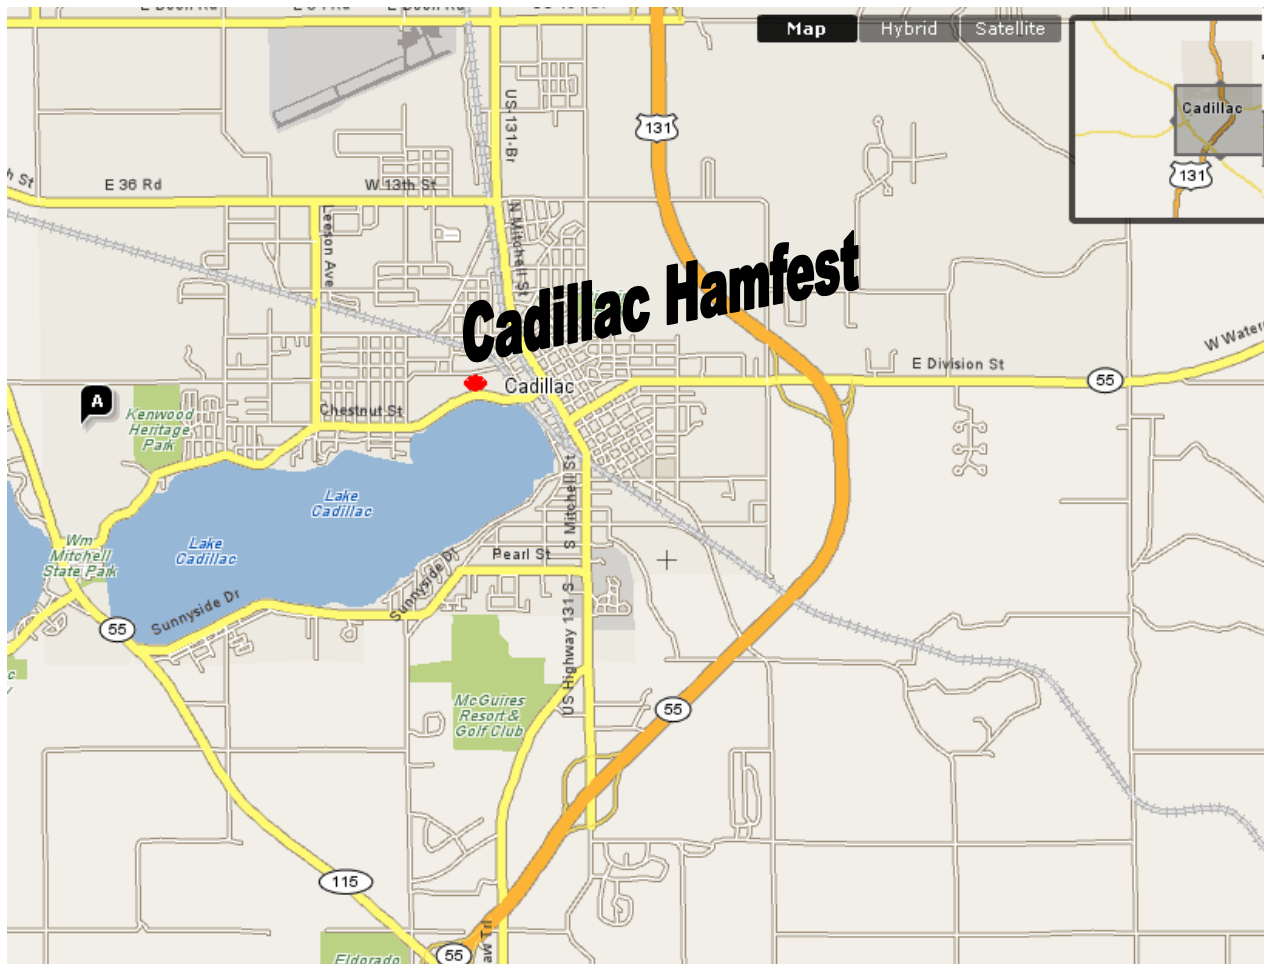 Map
Hybrid
Satellite
Cadillac
131
131
US-131-Br
h St
E 36 Rd
W 13th St
Leeson Ave
N Mitchell St
Cadillac Hamfest
W Water
E Division St
55
Cadillac
A
Kenwood
Heritage
Park
Chestnut St
Lake
Cadillac
Lake
Cadillac
Wm
Mitchell
State Park
S Mitchell St
Pearl St
Sunnyside Dr
Sunnyside Dr
55
US Highway 131 S
McGuires
Resort &
Golf Club
55
115
55
Eldorado